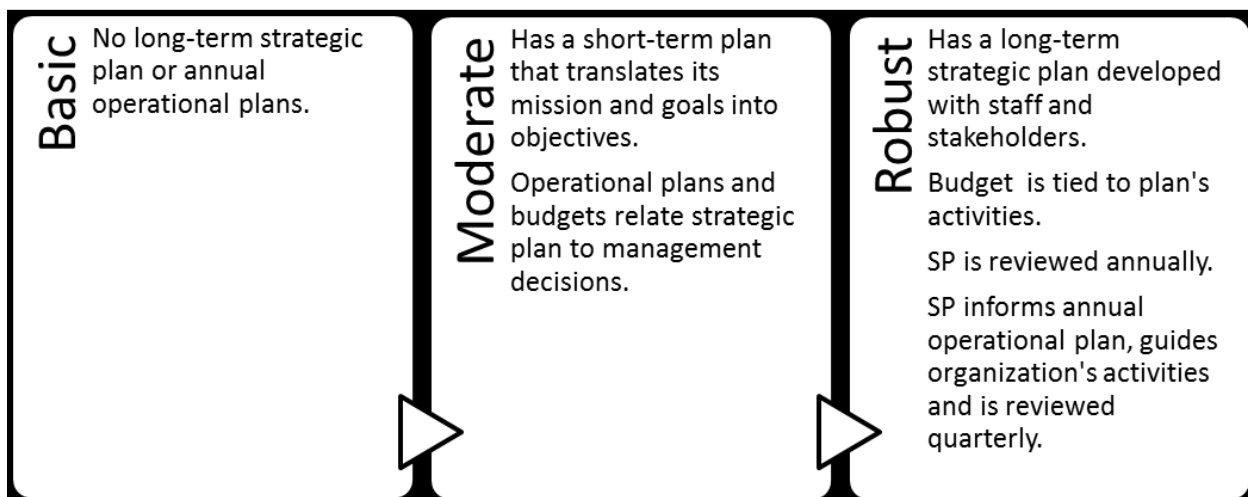 Basic
No long-term strategic
plan or annual
operational plans.
Moderate
Has a short-term plan
that translates its
mission and goals into
objectives.
Operational plans and
budgets relate strategic
plan to management
decisions.
Robust
Has a long-term
strategic plan developed
with staff and
stakeholders.
Budget  is tied to plan's
activities.
SP is reviewed annually.
SP informs annual
operational plan, guides
organization's activities
and is reviewed
quarterly.